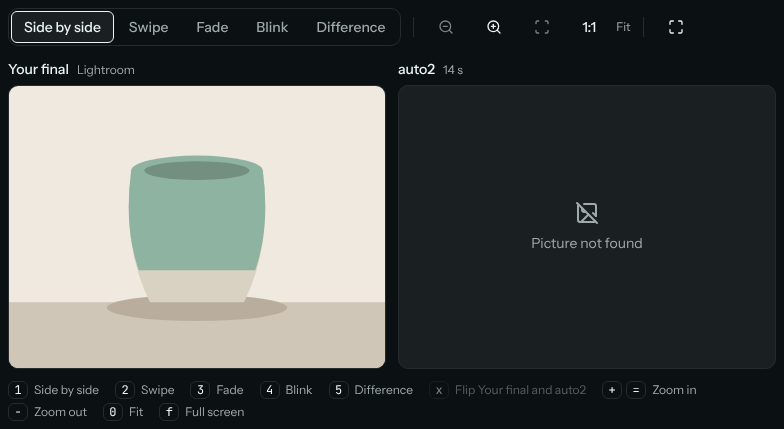 Side by side Swipe Fade Blink Difference 1:1 Fit
Your final Lightroom
auto2 14 s
Picture not found
1 Side by side 2 Swipe 3 Fade 4 Blink 5 Difference x Flip Your final and auto2 + = Zoom in
- Zoom out 0 Fit f Full screen